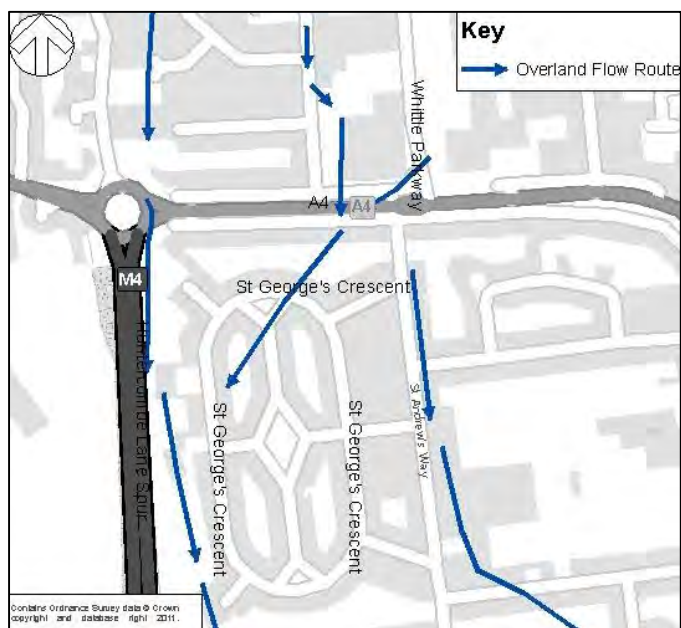 Key
Overland Flow Route
Whittle Parkway
A4
A4
M4
St George's Crescent
Huntercombe Lane Spur
St George's Crescent
St George's Crescent
St Andrew's Way
Contains Ordnance Survey data © Crown
copyright and database right 2011.